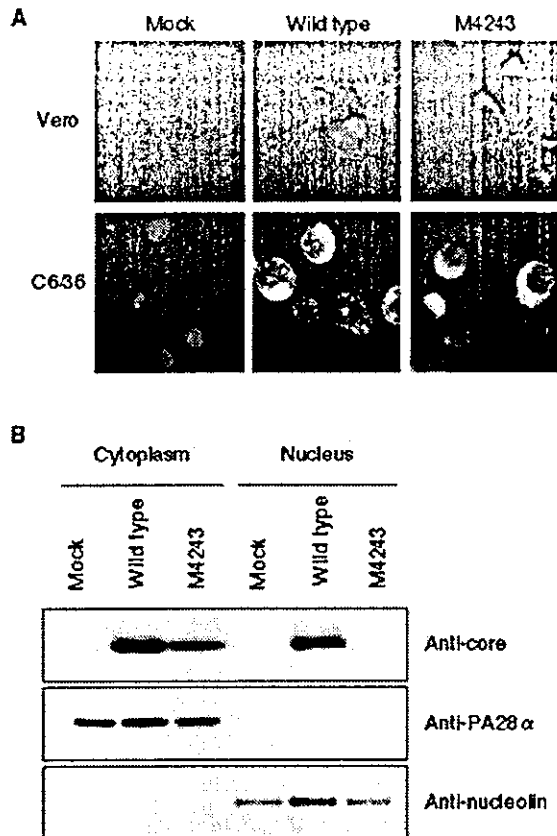 A
Mock Wild type M4243
Vero
C6/36
B
Cytoplasm Nucleus
Mock Wild type M4243 Mock Wild type M4243
Anti-core
Anti-PA28α
Anti-nucleolin